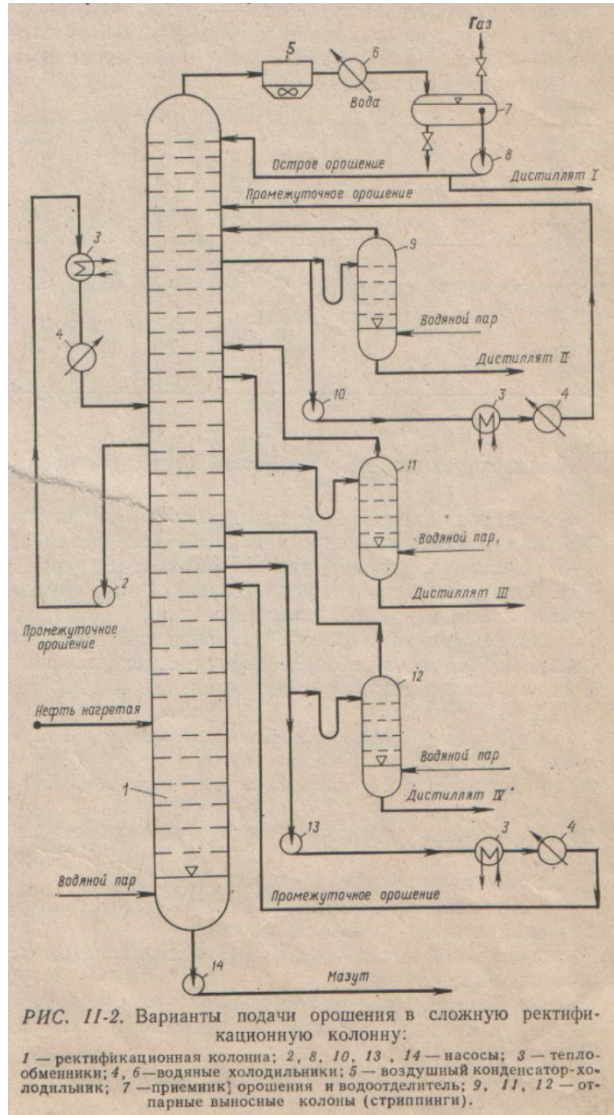 Газ
5
6
Вода
7
8
Острое орошение
Дистиллят I
Промежуточное орошение
3
9
4
Водяной пар
Дистиллят II
10
3
4
11
Водяной пар,
2
Дистиллят III
Промежуточное
орошение
12
Нефть нагретая
Водяной пар
1
Дистиллят IV
13
3
4
Водяной пар
Промежуточное орошение
14
Мазут
РИС. II-2. Варианты подачи орошения в сложную ректифи-
кационную колонну:
1 — ректификационная колонна; 2, 8, 10, 13, 14 — насосы; 3 — тепло-
обменники; 4, 6 — водяные холодильники; 5 — воздушный конденсатор-хо-
лодильник; 7 — приемник орошения и водоотделитель; 9, 11, 12 — от-
парные выносные колоны (стриппинги).